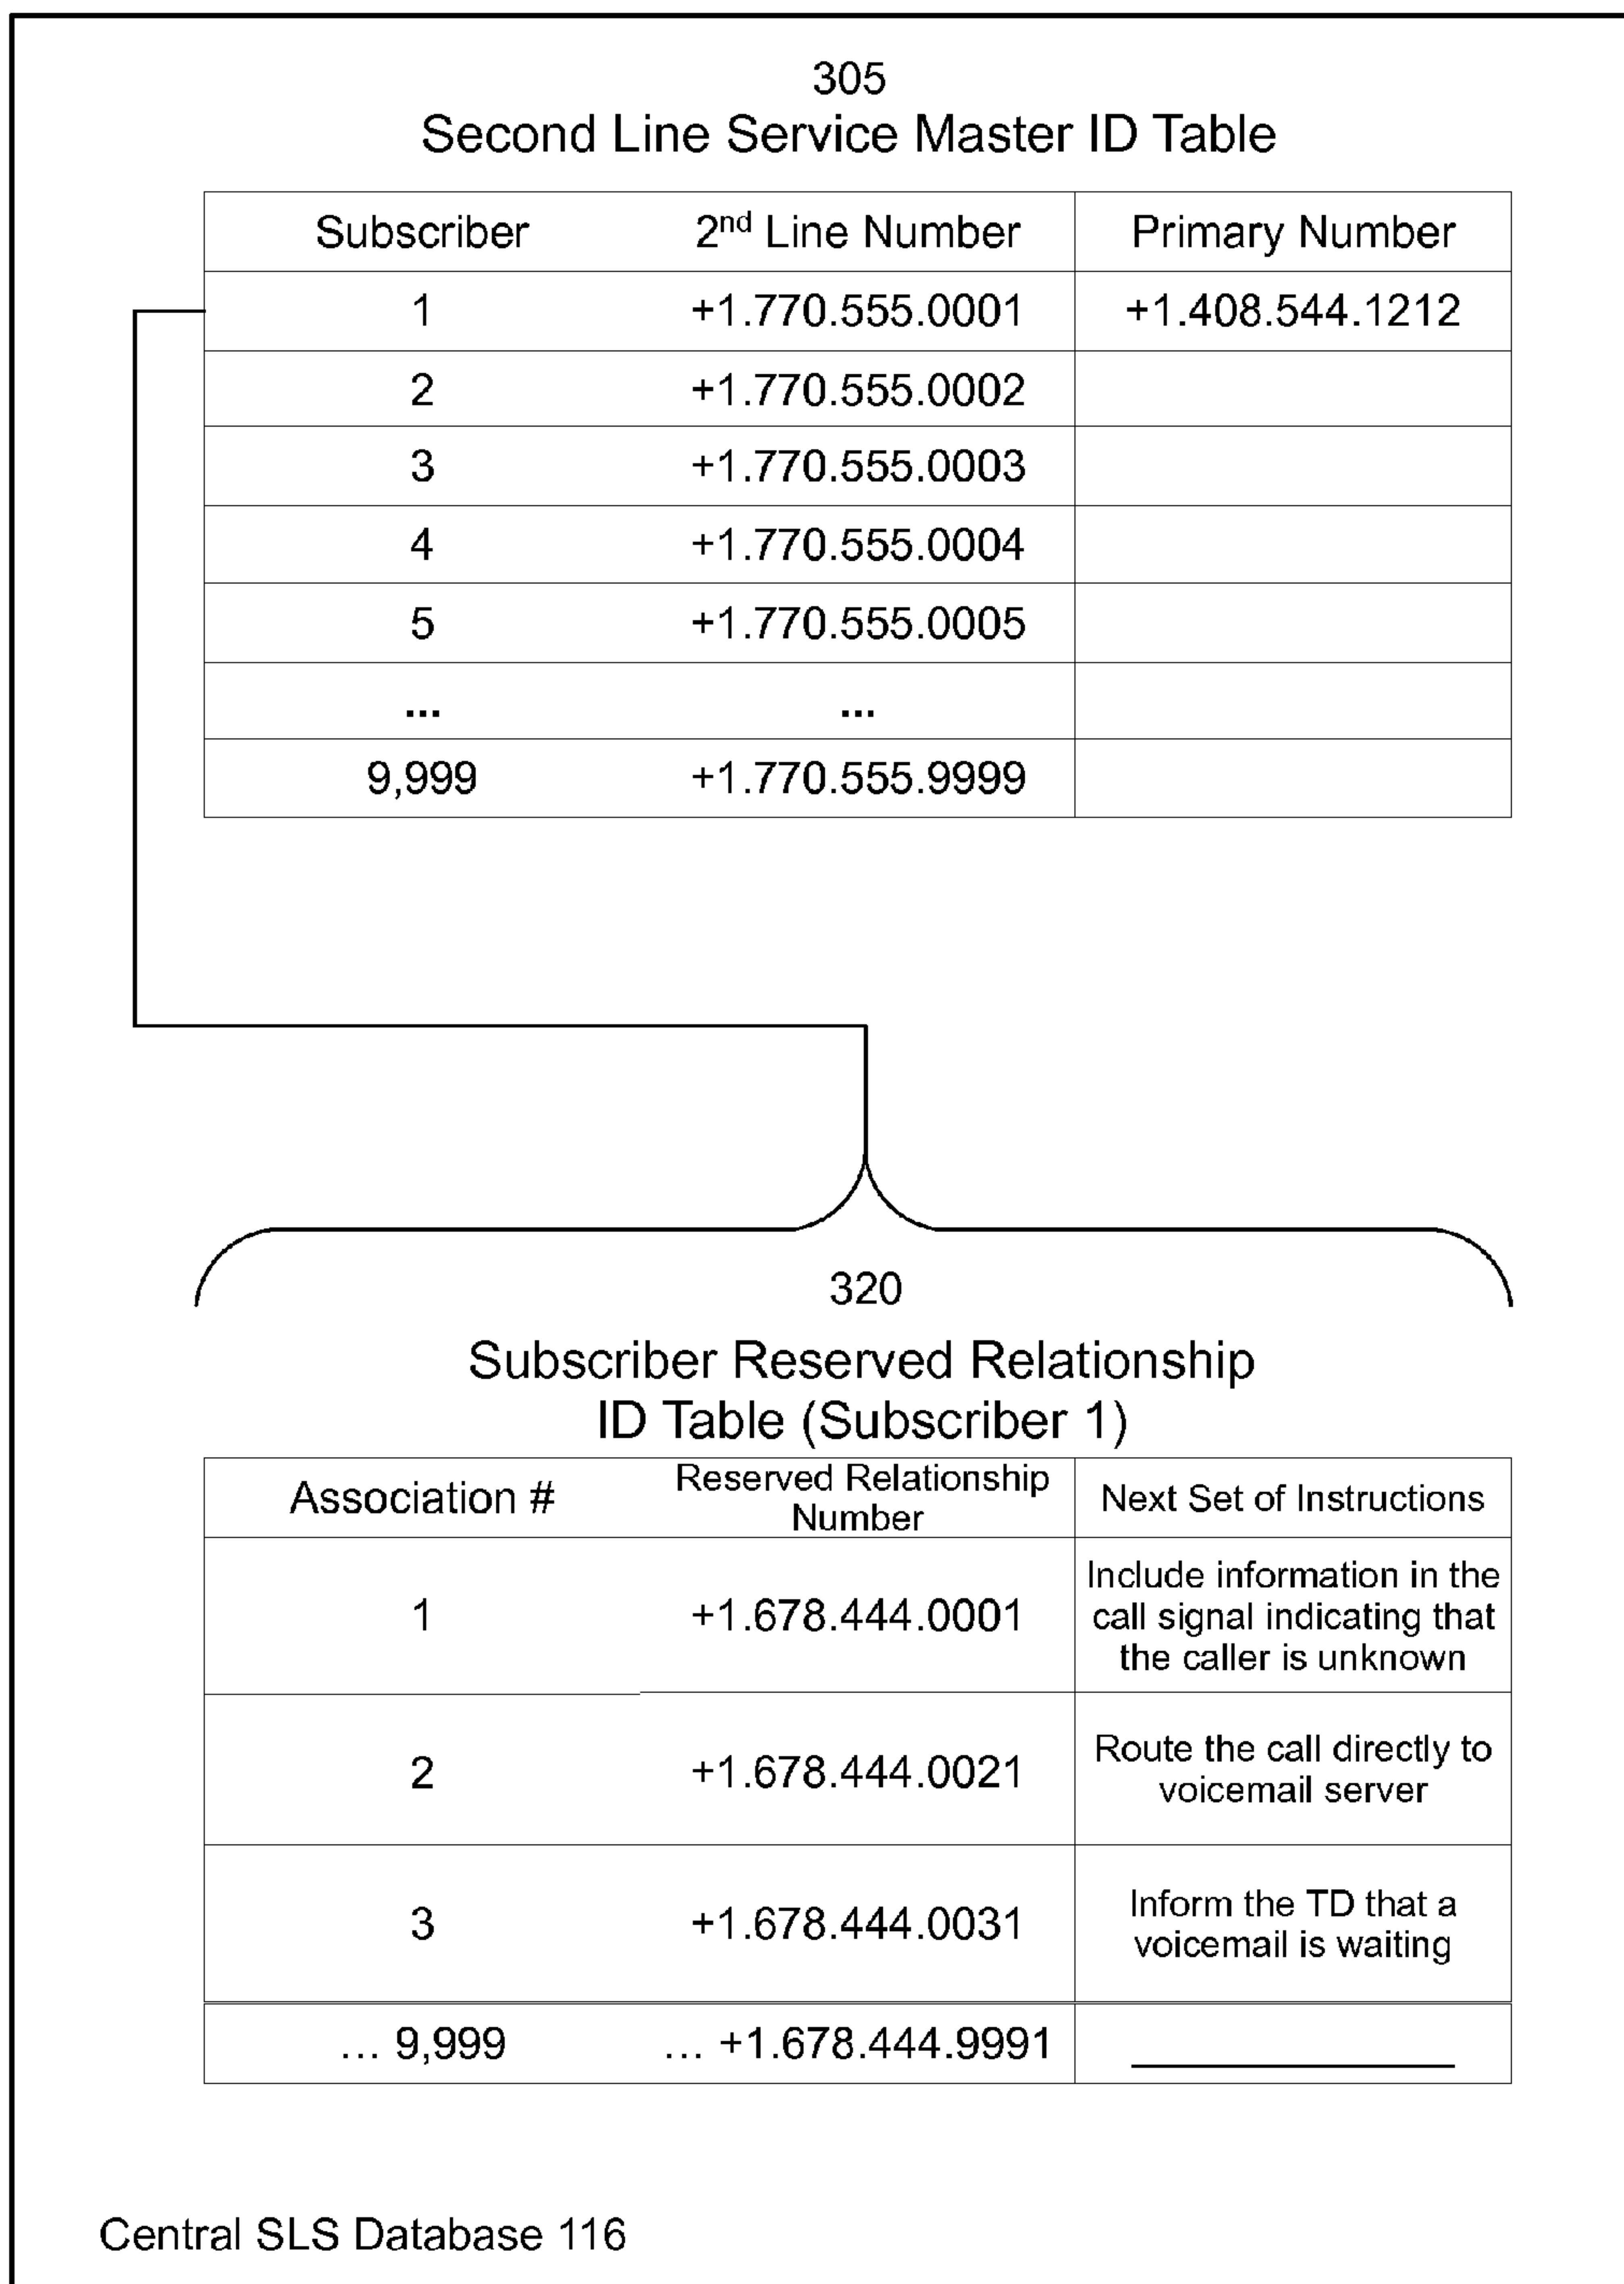 305
Second Line Service Master ID Table
Subscriber 2nd Line Number Primary Number
1 +1.770.555.0001 +1.408.544.1212
2 +1.770.555.0002
3 +1.770.555.0003
4 +1.770.555.0004
5 +1.770.555.0005
... ...
9,999 +1.770.555.9999
320
Subscriber Reserved Relationship
ID Table (Subscriber 1)
Association #
Reserved Relationship
Number
Next Set of Instructions
1
+1.678.444.0001
Include information in the
call signal indicating that
the caller is unknown
2
+1.678.444.0021
Route the call directly to
voicemail server
3
+1.678.444.0031
Inform the TD that a
voicemail is waiting
... 9,999 ... +1.678.444.9991
Central SLS Database 116